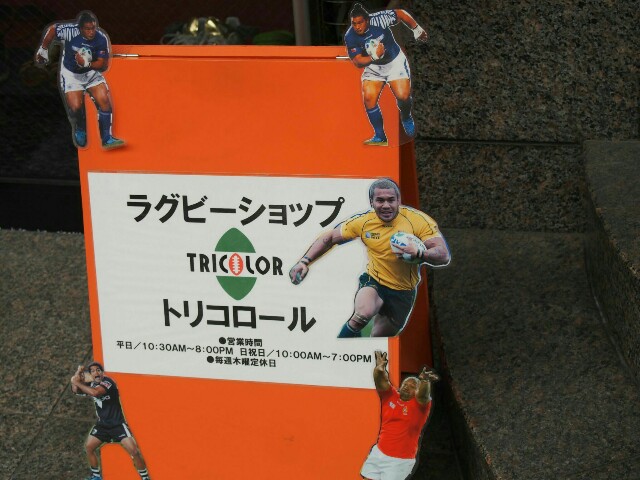 ラグビーショップ
TRICOLOR
トリコロール
●営業時間
平日／10:30AM〜8:00PM 日祝日／10:00AM〜7:00PM
●毎週木曜定休日